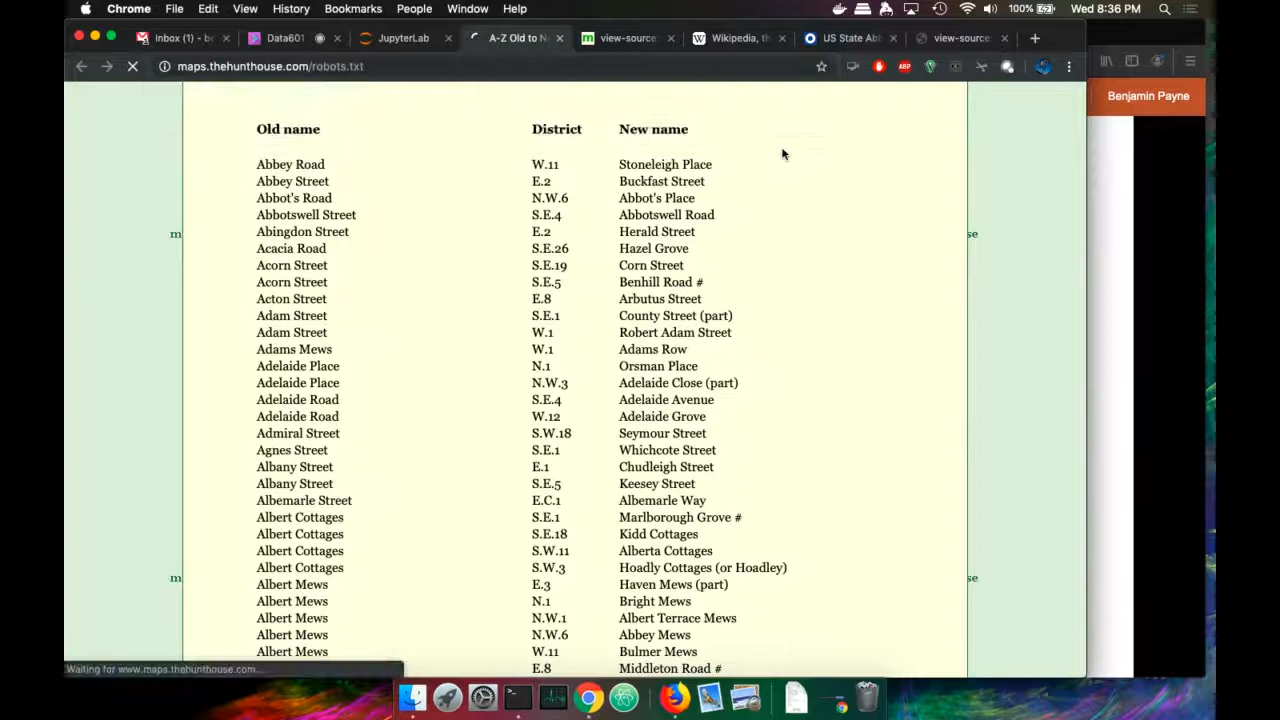 Chrome File Edit View History Bookmarks People Window Help 100% Wed 8:36 PM
Inbox (1) - be Data601 JupyterLab A-Z Old to N view-source Wikipedia, th US State Ab view-source
maps.thehunthouse.com/robots.txt
Benjamin Payne
Old name District New name
Abbey Road W.11 Stoneleigh Place
Abbey Street E.2 Buckfast Street
Abbot's Road N.W.6 Abbot's Place
Abbotswell Street S.E.4 Abbotswell Road
Abingdon Street E.2 Herald Street
m se
Acacia Road S.E.26 Hazel Grove
Acorn Street S.E.19 Corn Street
Acorn Street S.E.5 Benhill Road #
Acton Street E.8 Arbutus Street
Adam Street S.E.1 County Street (part)
Adam Street W.1 Robert Adam Street
Adams Mews W.1 Adams Row
Adelaide Place N.1 Orsman Place
Adelaide Place N.W.3 Adelaide Close (part)
Adelaide Road S.E.4 Adelaide Avenue
Adelaide Road W.12 Adelaide Grove
Admiral Street S.W.18 Seymour Street
Agnes Street S.E.1 Whichcote Street
Albany Street E.1 Chudleigh Street
Albany Street S.E.5 Keesey Street
Albemarle Street E.C.1 Albemarle Way
Albert Cottages S.E.1 Marlborough Grove #
Albert Cottages S.E.18 Kidd Cottages
Albert Cottages S.W.11 Alberta Cottages
Albert Cottages S.W.3 Hoadly Cottages (or Hoadley)
m se
Albert Mews E.3 Haven Mews (part)
Albert Mews N.1 Bright Mews
Albert Mews N.W.1 Albert Terrace Mews
Albert Mews N.W.6 Abbey Mews
Albert Mews W.11 Bulmer Mews
E.8 Middleton Road #
Waiting for www.maps.thehunthouse.com...